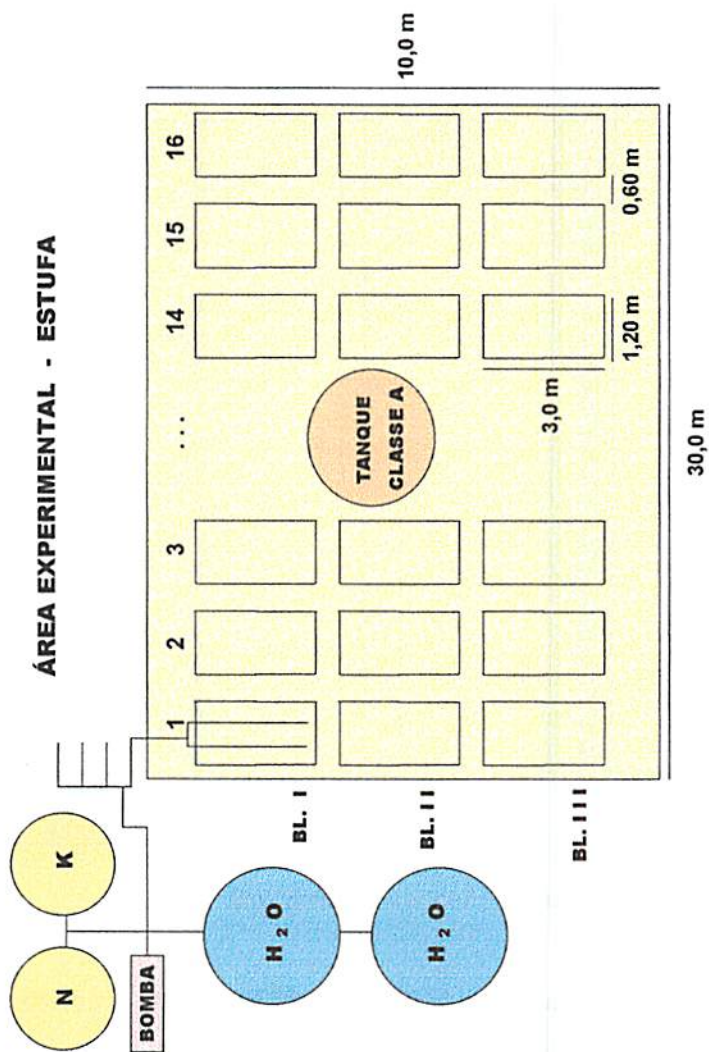 ÁREA EXPERIMENTAL - ESTUFA
N
K
BOMBA
H₂O
H₂O
1
2
3
...
14
15
16
BL. I
BL. II
BL. III
TANQUE
CLASSE A
3,0 m
1,20 m
0,60 m
30,0 m
10,0 m